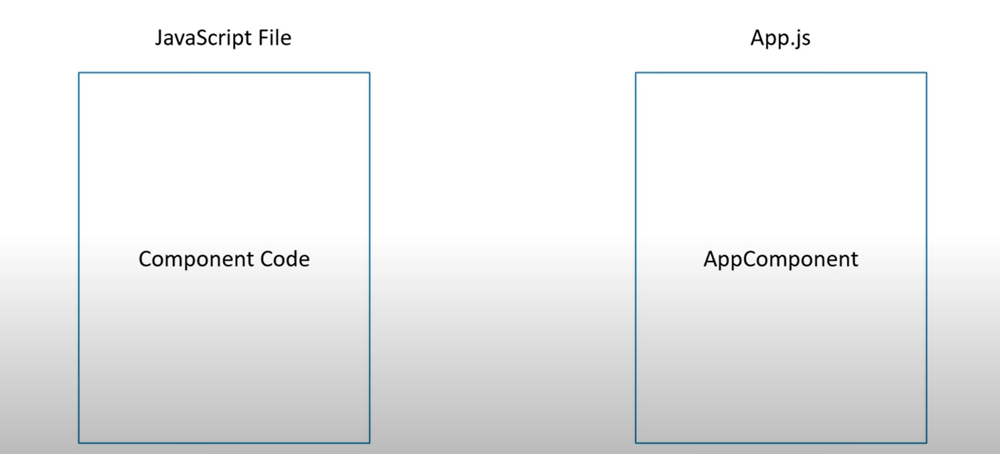 JavaScript File
App.js
Component Code
AppComponent